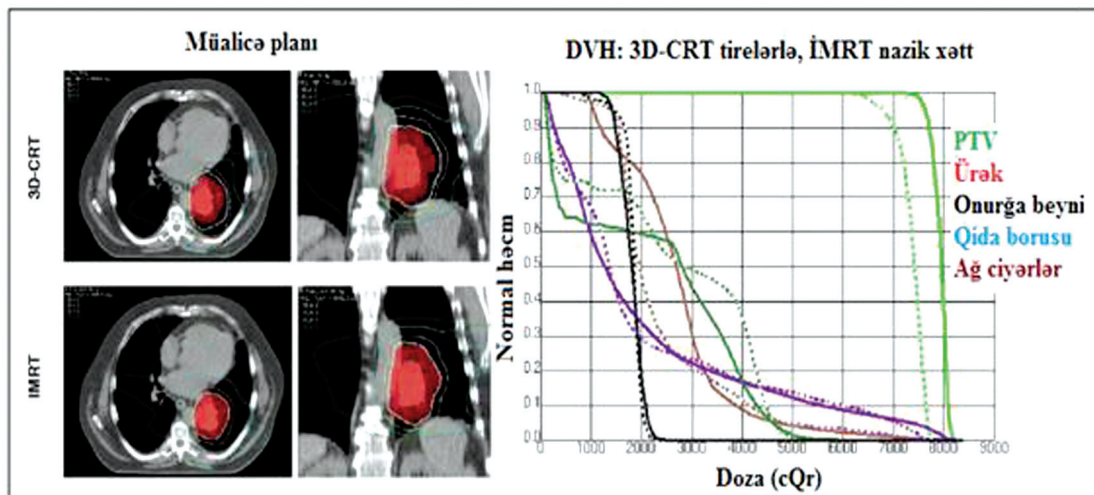 Müalicə planı
3D-CRT
IMRT
DVH: 3D-CRT tirelərlə, İMRT nazik xətt
Normal həcm
1.0
0.9
0.8
0.7
0.6
0.5
0.4
0.3
0.2
0.1
0.0
0
1000
2000
3000
4000
5000
6000
7000
8000
9000
Doza (cQr)
PTV
Ürək
Onurğa beyni
Qida borusu
Ağ ciyərlər